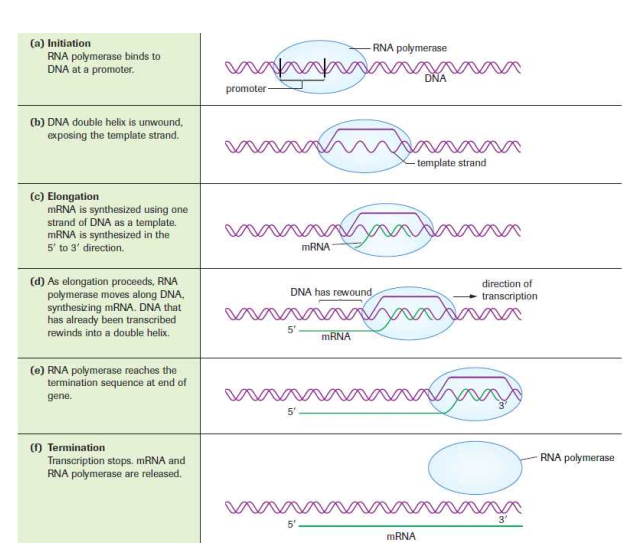 (a) Initiation
RNA polymerase binds to
DNA at a promoter.
RNA polymerase
DNA
promoter
(b) DNA double helix is unwound,
exposing the template strand.
template strand
(c) Elongation
mRNA is synthesized using one
strand of DNA as a template.
mRNA is synthesized in the
5′ to 3′ direction.
mRNA
(d) As elongation proceeds, RNA
polymerase moves along DNA,
synthesizing mRNA. DNA that
has already been transcribed
rewinds into a double helix.
DNA has rewound
direction of
transcription
5′
mRNA
(e) RNA polymerase reaches the
termination sequence at end of
gene.
5′
3′
(f) Termination
Transcription stops. mRNA and
RNA polymerase are released.
RNA polymerase
5′
3′
mRNA